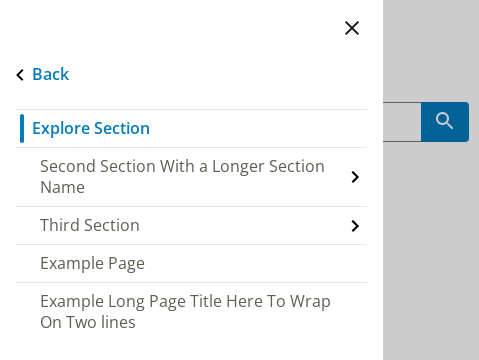 Back
Explore Section
Second Section With a Longer Section
Name
Third Section
Example Page
Example Long Page Title Here To Wrap
On Two lines